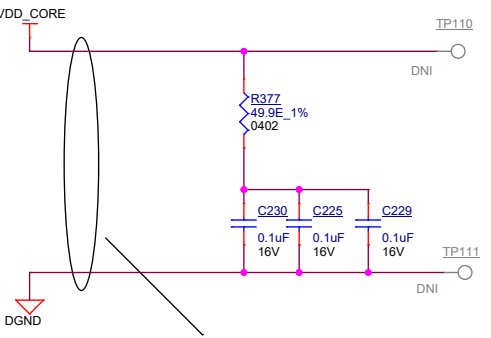 VDD_CORE
TP110
DNI
R377
49.9E_1%
0402
C230
0.1uF
16V
C225
0.1uF
16V
C229
0.1uF
16V
TP111
DNI
DGND